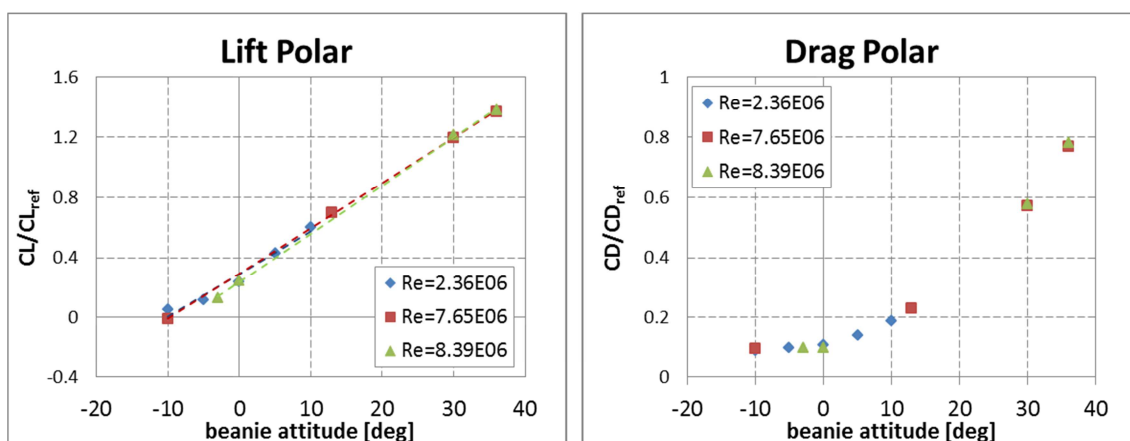 Lift Polar
1.6
1.2
0.8
0.4
0
-0.4
CL/CLref
Re=2.36E06
Re=7.65E06
Re=8.39E06
-20 -10 0 10 20 30 40
beanie attitude [deg]
Drag Polar
1
0.8
0.6
0.4
0.2
0
CD/CDref
Re=2.36E06
Re=7.65E06
Re=8.39E06
-20 -10 0 10 20 30 40
beanie attitude [deg]